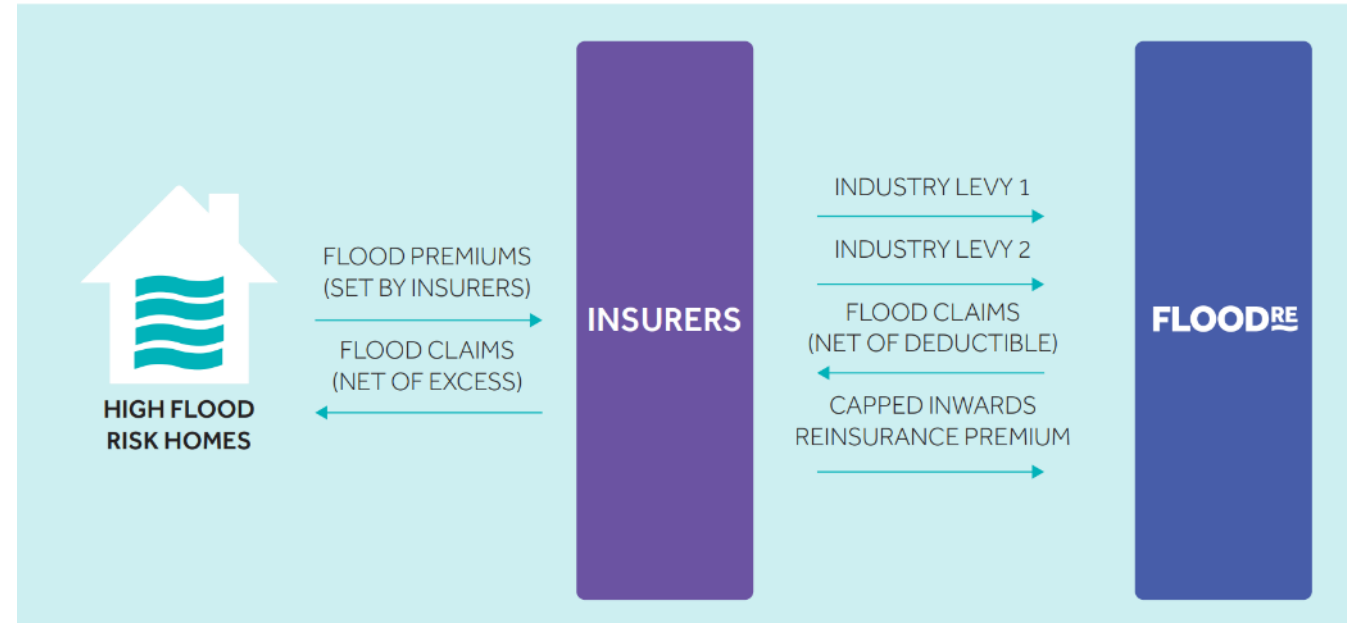 HIGH FLOOD
RISK HOMES
FLOOD PREMIUMS
(SET BY INSURERS)
FLOOD CLAIMS
(NET OF EXCESS)
INSURERS
INDUSTRY LEVY 1
INDUSTRY LEVY 2
FLOOD CLAIMS
(NET OF DEDUCTIBLE)
CAPPED INWARDS
REINSURANCE PREMIUM
FLOODRE